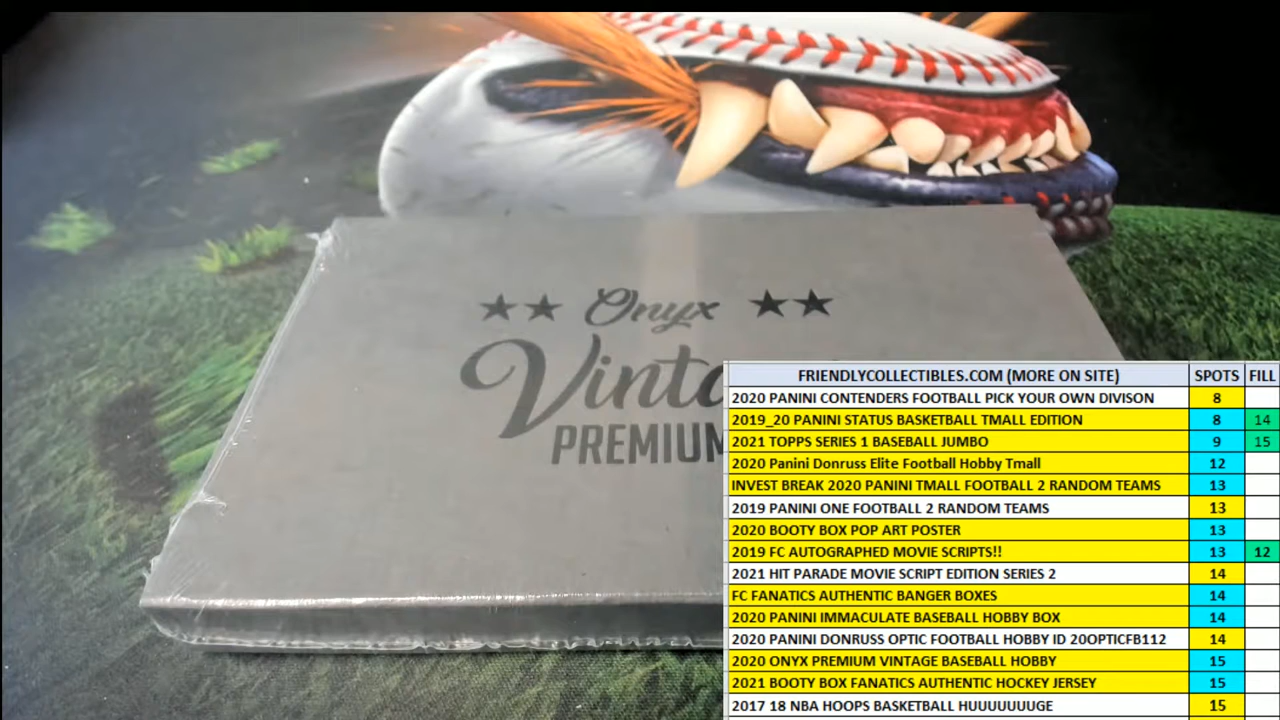 Onyx
Vinta
PREMIUM
FRIENDLYCOLLECTIBLES.COM (MORE ON SITE) SPOTS FILL
2020 PANINI CONTENDERS FOOTBALL PICK YOUR OWN DIVISON 8
2019_20 PANINI STATUS BASKETBALL TMALL EDITION 8 14
2021 TOPPS SERIES 1 BASEBALL JUMBO 9 15
2020 Panini Donruss Elite Football Hobby Tmall 12
INVEST BREAK 2020 PANINI TMALL FOOTBALL 2 RANDOM TEAMS 13
2019 PANINI ONE FOOTBALL 2 RANDOM TEAMS 13
2020 BOOTY BOX POP ART POSTER 13
2019 FC AUTOGRAPHED MOVIE SCRIPTS!! 13 12
2021 HIT PARADE MOVIE SCRIPT EDITION SERIES 2 14
FC FANATICS AUTHENTIC BANGER BOXES 14
2020 PANINI IMMACULATE BASEBALL HOBBY BOX 14
2020 PANINI DONRUSS OPTIC FOOTBALL HOBBY ID 20OPTICFB112 14
2020 ONYX PREMIUM VINTAGE BASEBALL HOBBY 15
2021 BOOTY BOX FANATICS AUTHENTIC HOCKEY JERSEY 15
2017 18 NBA HOOPS BASKETBALL HUUUUUUUGE 15